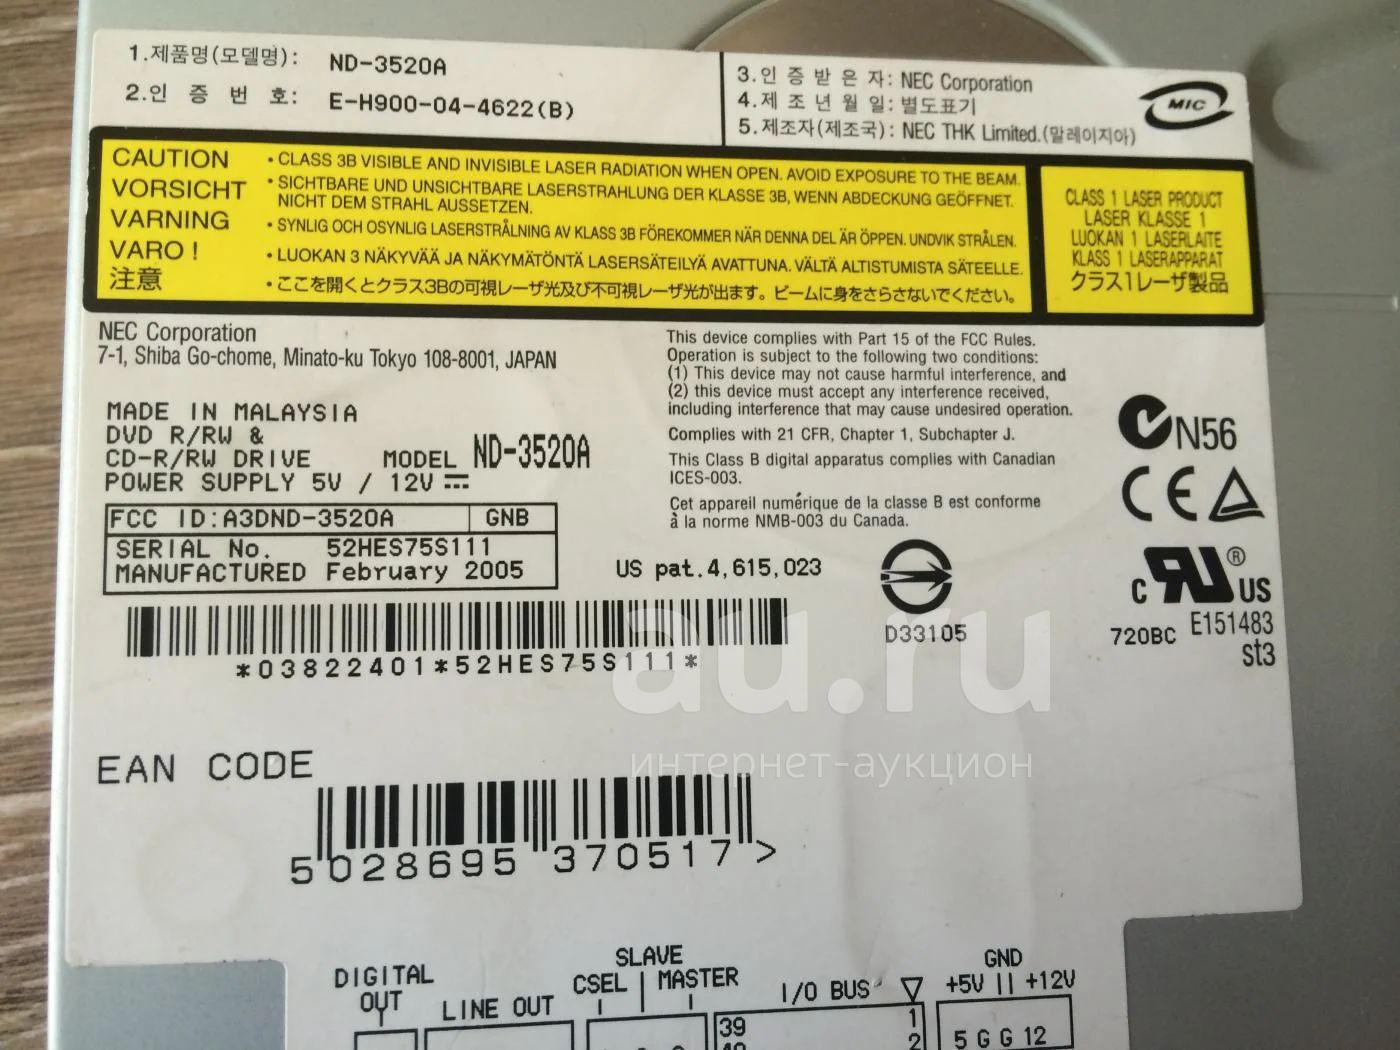 1.제품명(모델명): ND-3520A
2.인 증 번 호: E-H900-04-4622(B)
3.인 증 받 은 자: NEC Corporation
4.제 조 년 월 일: 별도표기
5.제조자(제조국): NEC THK Limited.(말레이지아)
MIC
CAUTION
VORSICHT
VARNING
VARO !
注意
• CLASS 3B VISIBLE AND INVISIBLE LASER RADIATION WHEN OPEN. AVOID EXPOSURE TO THE BEAM.
• SICHTBARE UND UNSICHTBARE LASERSTRAHLUNG DER KLASSE 3B, WENN ABDECKUNG GEÖFFNET.
NICHT DEM STRAHL AUSSETZEN.
• SYNLIG OCH OSYNLIG LASERSTRÅLNING AV KLASS 3B FÖREKOMMER NÄR DENNA DEL ÄR ÖPPEN. UNDVIK STRÅLEN.
• LUOKAN 3 NÄKYVÄÄ JA NÄKYMÄTÖNTÄ LASERSÄTEILYÄ AVATTUNA. VÄLTÄ ALTISTUMISTA SÄTEELLE.
• ここを開くとクラス3Bの可視レーザ光及び不可視レーザ光が出ます。ビームに身をさらさないでください。
CLASS 1 LASER PRODUCT
LASER KLASSE 1
LUOKAN 1 LASERLAITE
KLASS 1 LASERAPPARAT
クラス1レーザ製品
NEC Corporation
7-1, Shiba Go-chome, Minato-ku Tokyo 108-8001, JAPAN
MADE IN MALAYSIA
DVD R/RW &
CD-R/RW DRIVE MODEL ND-3520A
POWER SUPPLY 5V / 12V
FCC ID:A3DND-3520A GNB
SERIAL No. 52HES75S111
MANUFACTURED February 2005
This device complies with Part 15 of the FCC Rules.
Operation is subject to the following two conditions:
(1) This device may not cause harmful interference, and
(2) this device must accept any interference received,
including interference that may cause undesired operation.
Complies with 21 CFR, Chapter 1, Subchapter J.
This Class B digital apparatus complies with Canadian
ICES-003.
Cet appareil numérique de la classe B est conforme
à la norme NMB-003 du Canada.
US pat.4,615,023
D33105
N56
CE
c RU ® US
720BC E151483
st3
*03822401*52HES75S111*
au.ru
интернет-аукцион
EAN CODE
5 028695 370517 >
DIGITAL
OUT
LINE OUT
SLAVE
CSEL MASTER
I/O BUS
39
40
1
2
GND
+5V +12V
5 G G 12